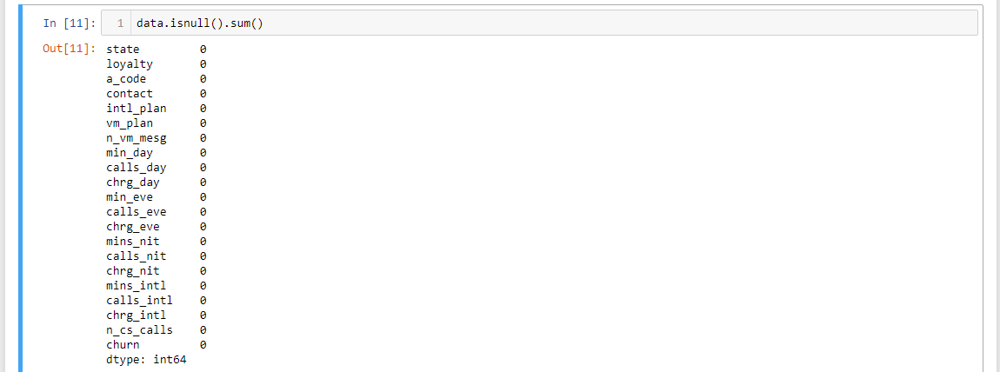 In [11]: 1 data.isnull().sum()
Out[11]: state 0
loyalty 0
a_code 0
contact 0
intl_plan 0
vm_plan 0
n_vm_mesg 0
min_day 0
calls_day 0
chrg_day 0
min_eve 0
calls_eve 0
chrg_eve 0
mins_nit 0
calls_nit 0
chrg_nit 0
mins_intl 0
calls_intl 0
chrg_intl 0
n_cs_calls 0
churn 0
dtype: int64